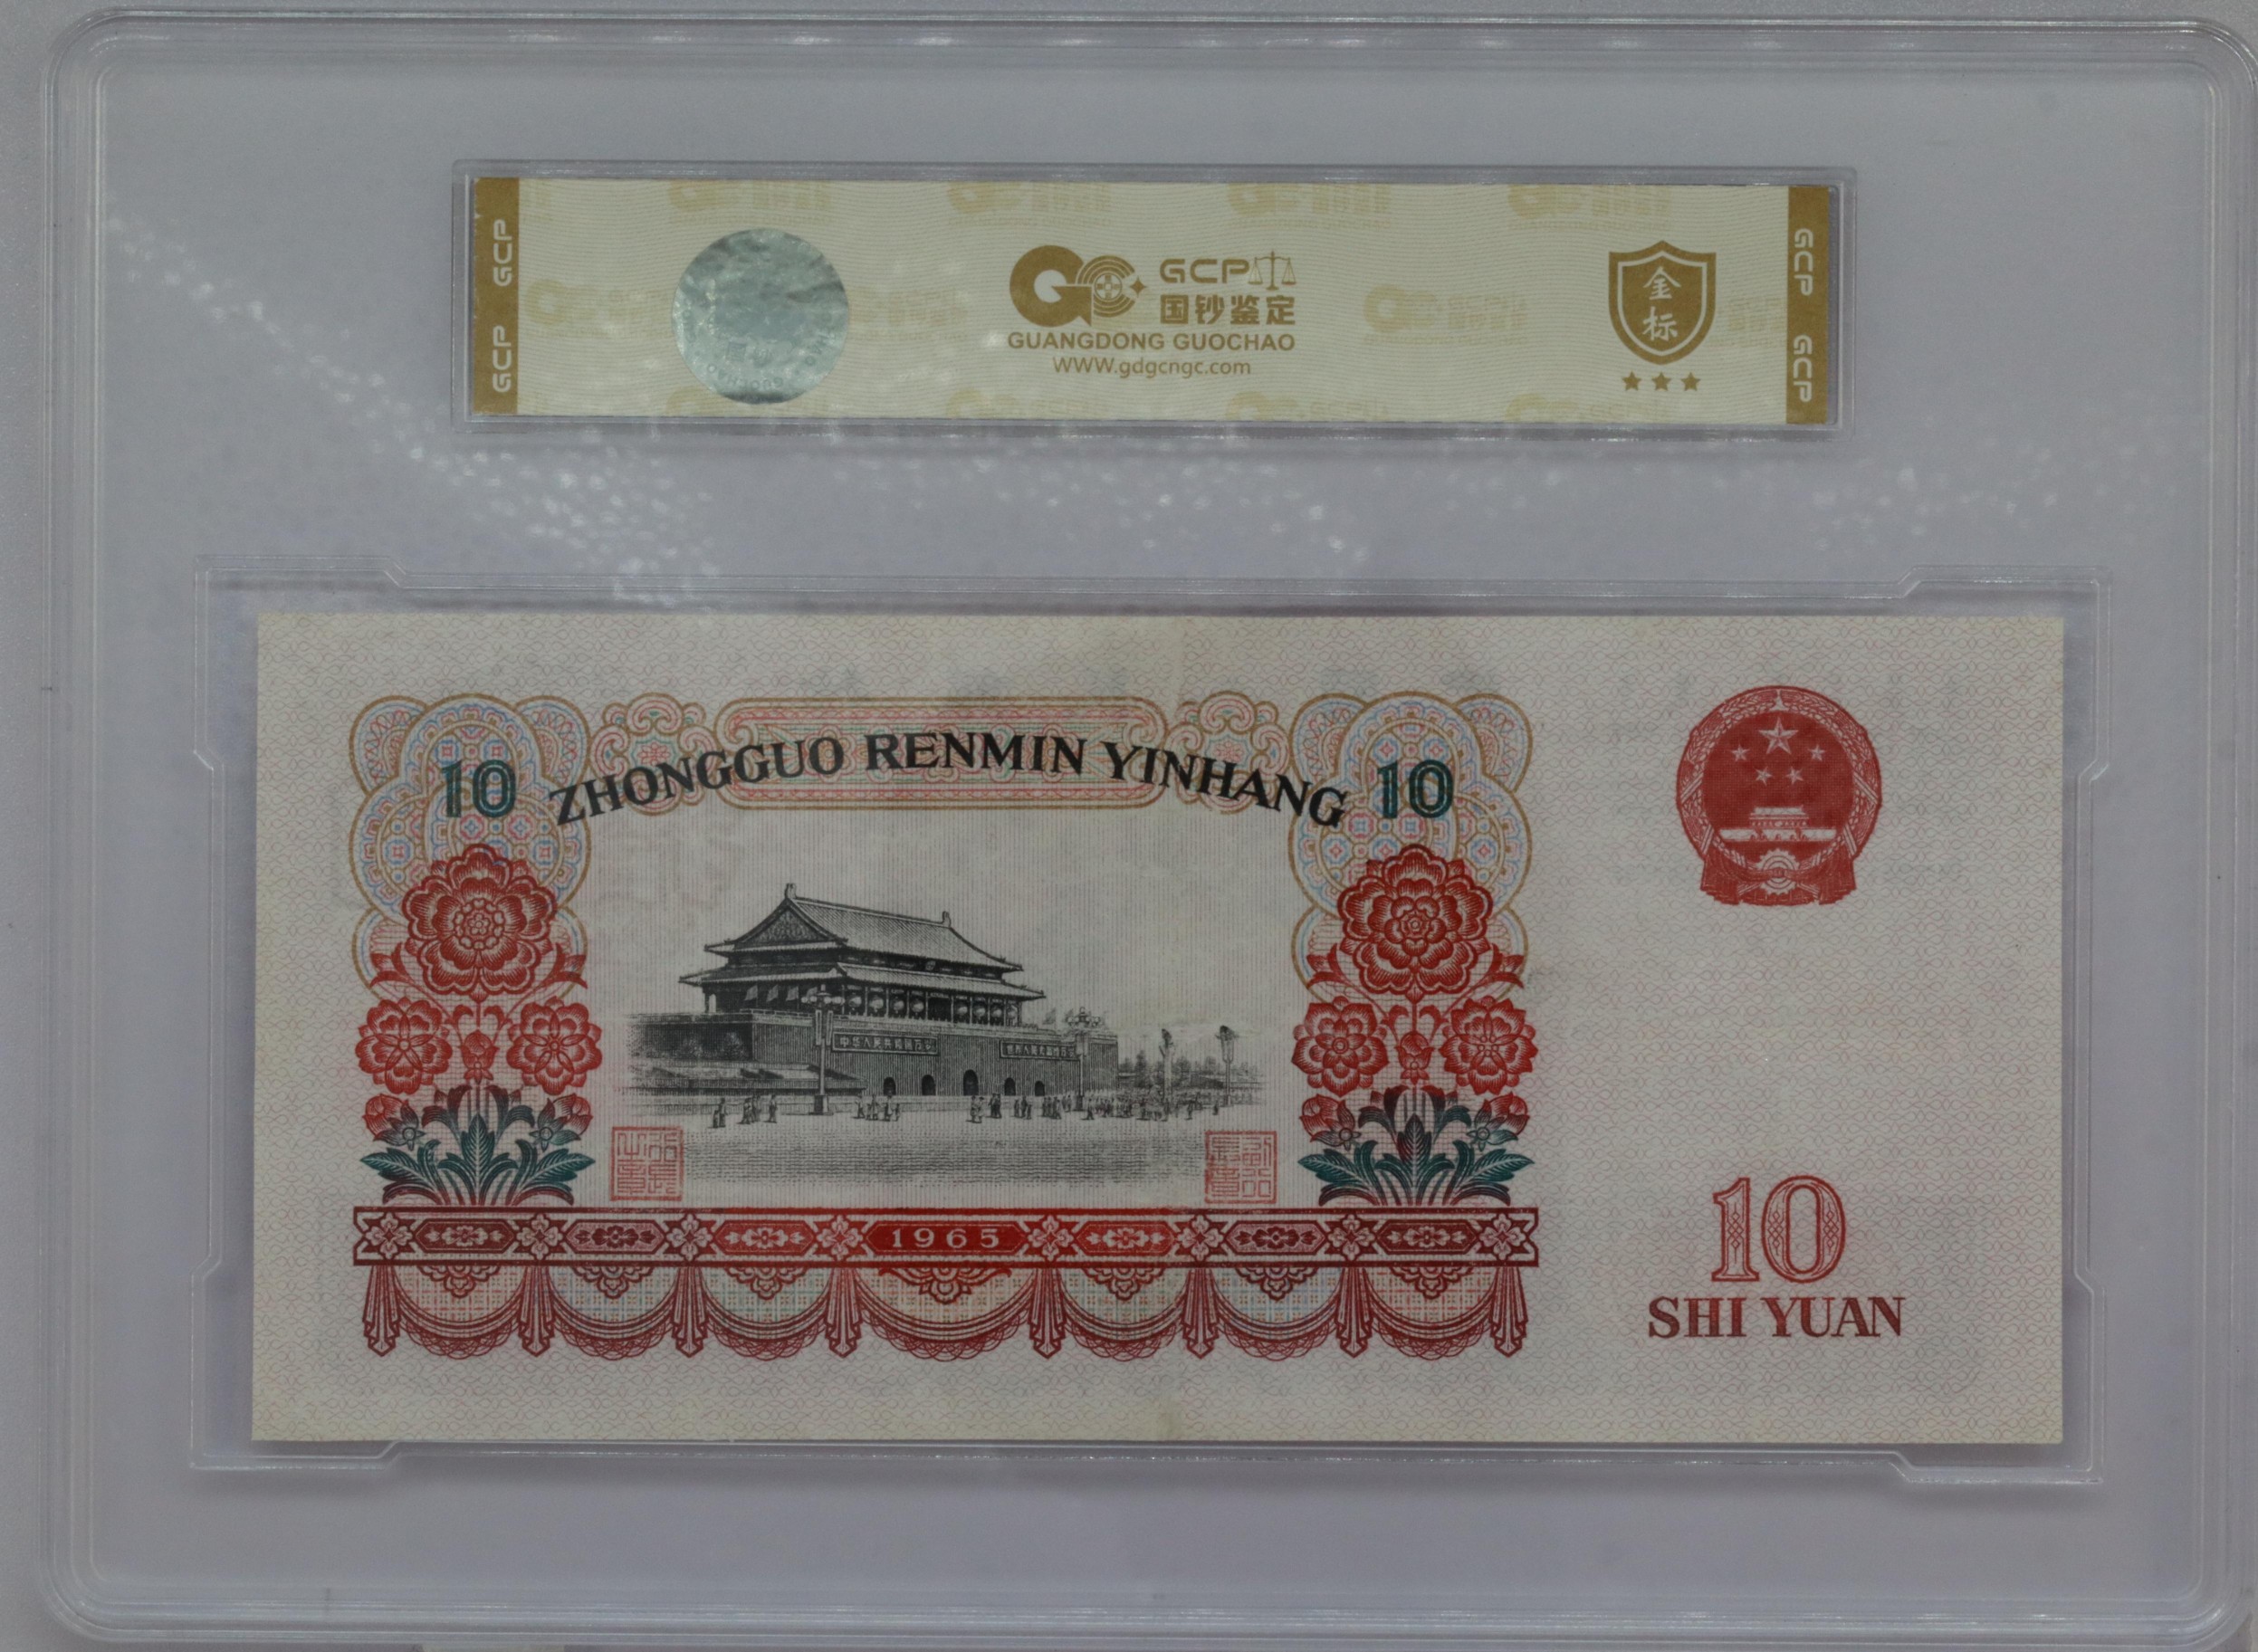 GCP GCP
GCP
国钞鉴定
GUANGDONG GUOCHAO
WWW.gdgcngc.com
金
标
GCP GCP
10 ZHONGGUO RENMIN YINHANG 10
1965
10
SHI YUAN